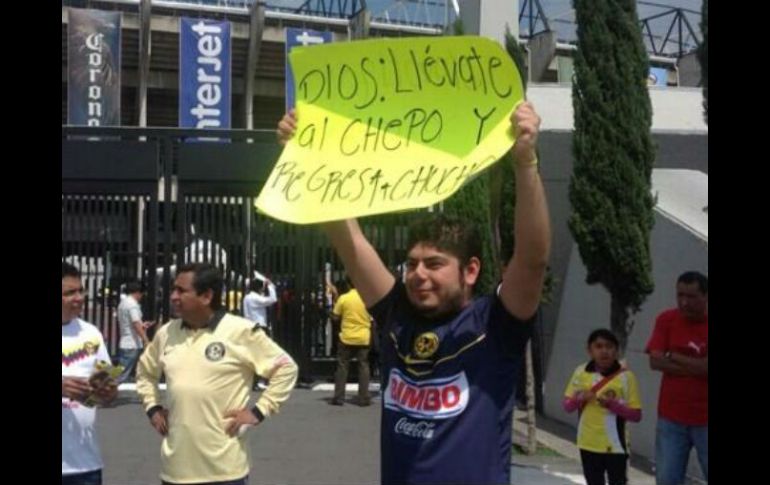 Corona
interJet
DIOS: LLévate
al CHEPO Y
REGRESA a CHUCHO
BIMBO
Coca-Cola